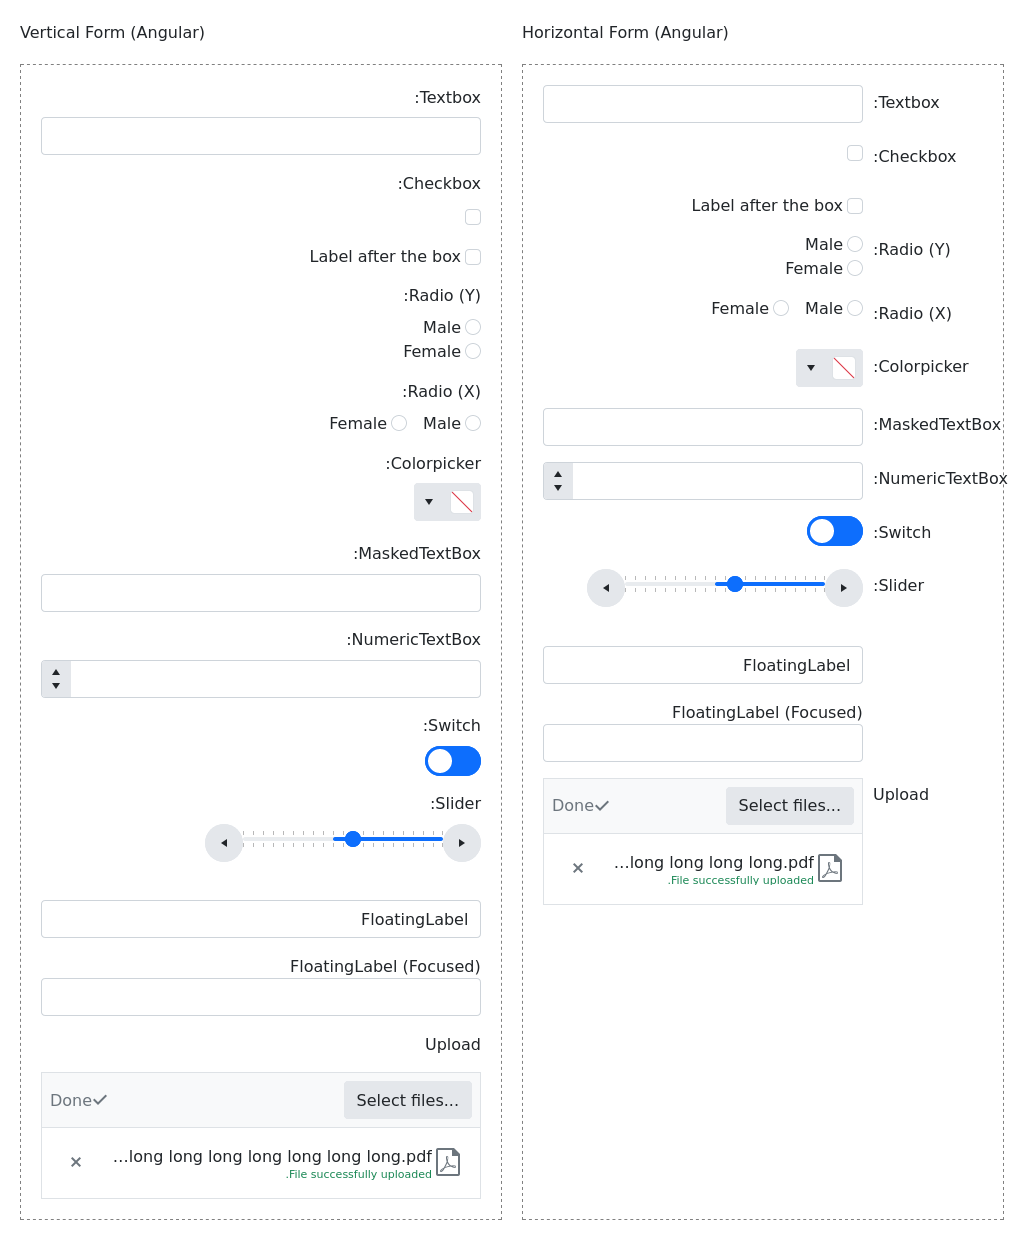 Vertical Form (Angular)
:Textbox
:Checkbox
Label after the box
:Radio (Y)
Male
Female
:Radio (X)
Female Male
:Colorpicker
:MaskedTextBox
:NumericTextBox
:Switch
:Slider
FloatingLabel
FloatingLabel (Focused)
Upload
Done Select files...
...long long long long long long long.pdf
.File successfully uploaded
Horizontal Form (Angular)
:Textbox
:Checkbox
Label after the box
Male
:Radio (Y)
Female
Female Male :Radio (X)
:Colorpicker
:MaskedTextBox
:NumericTextBox
:Switch
:Slider
FloatingLabel
FloatingLabel (Focused)
Upload
Done Select files...
...long long long long.pdf
.File successfully uploaded